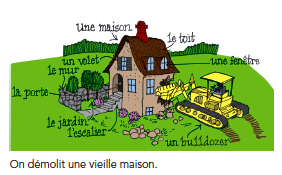 Une maison
le toit
un volet
une fenêtre
le mur
la porte
le jardin
l'escalier
un bulldozer
On démolit une vieille maison.